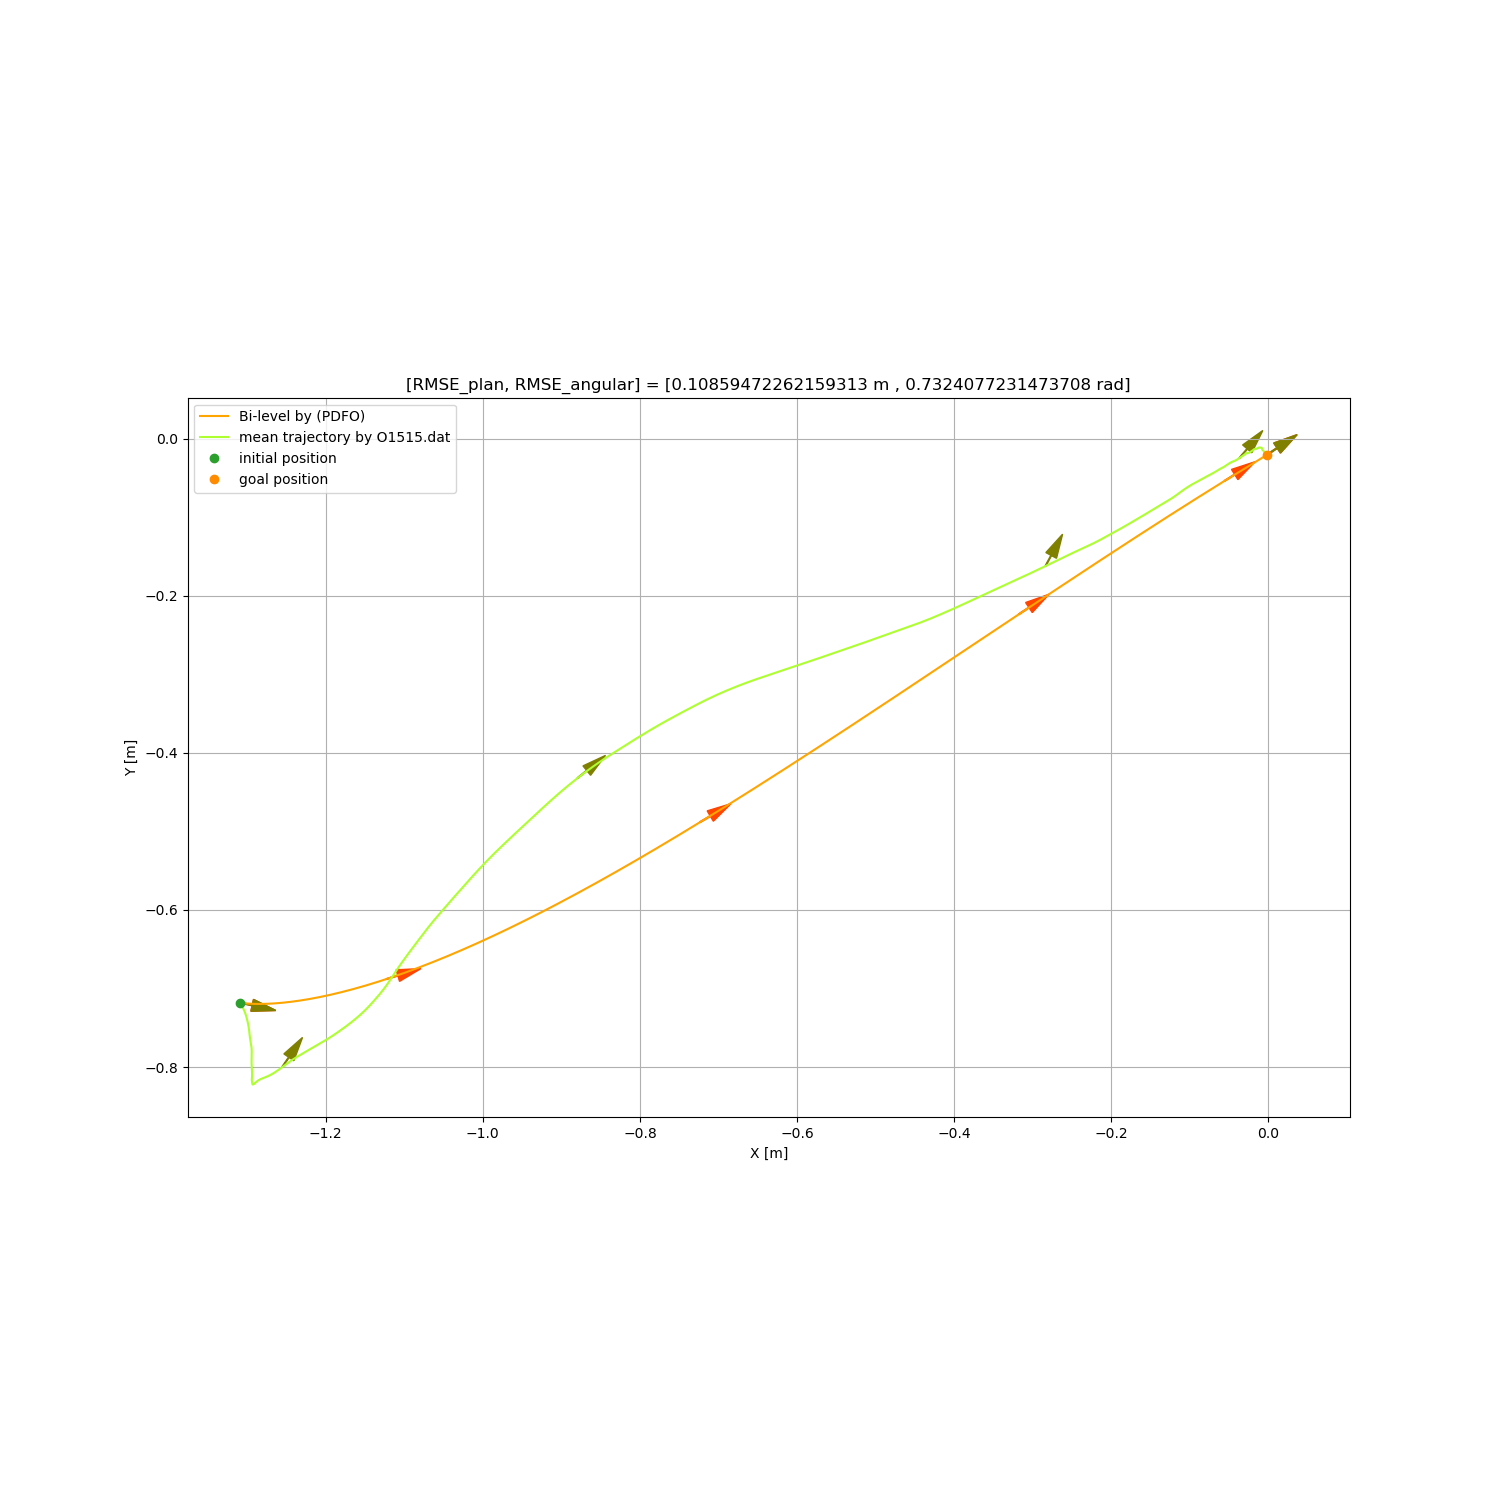 [RMSE_plan, RMSE_angular] = [0.10859472262159313 m , 0.7324077231473708 rad]
Bi-level by (PDFO)
mean trajectory by O1515.dat
initial position
goal position
0.0
−0.2
−0.4
−0.6
−0.8
Y [m]
−1.2
−1.0
−0.8
−0.6
−0.4
−0.2
0.0
X [m]